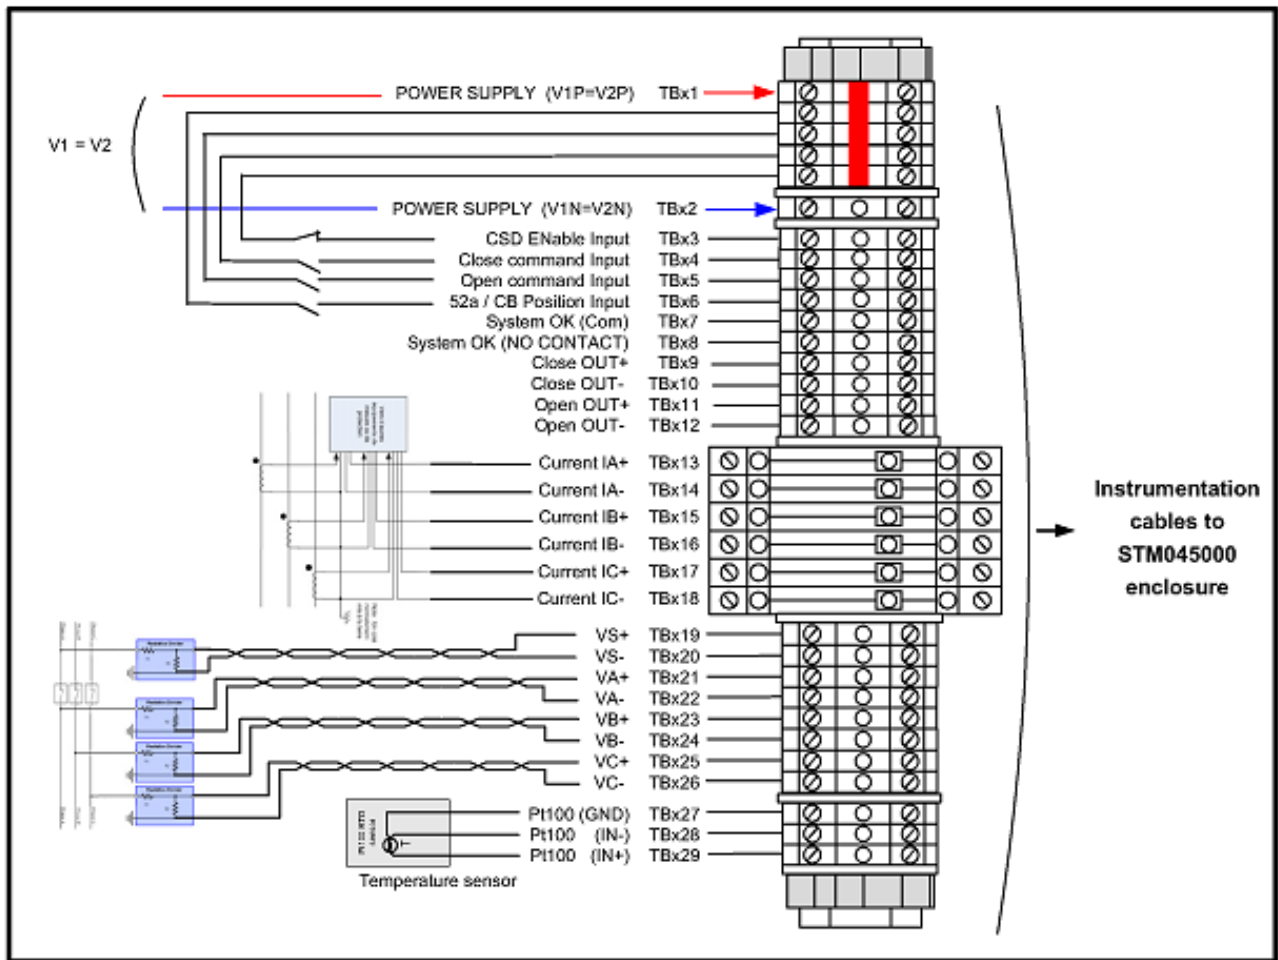 POWER SUPPLY (V1P=V2P) TBx1
V1 = V2
POWER SUPPLY (V1N=V2N) TBx2
CSD ENable Input TBx3
Close command Input TBx4
Open command Input TBx5
52a / CB Position Input TBx6
System OK (Com) TBx7
System OK (NO CONTACT) TBx8
Close OUT+ TBx9
Close OUT- TBx10
Open OUT+ TBx11
Open OUT- TBx12
Current IA+ TBx13
Current IA- TBx14
Current IB+ TBx15
Current IB- TBx16
Current IC+ TBx17
Current IC- TBx18
Instrumentation
cables to
STM045000
enclosure
VS+ TBx19
VS- TBx20
VA+ TBx21
VA- TBx22
VB+ TBx23
VB- TBx24
VC+ TBx25
VC- TBx26
Pt100 (GND) TBx27
Pt100 (IN-) TBx28
Pt100 (IN+) TBx29
T
Temperature sensor